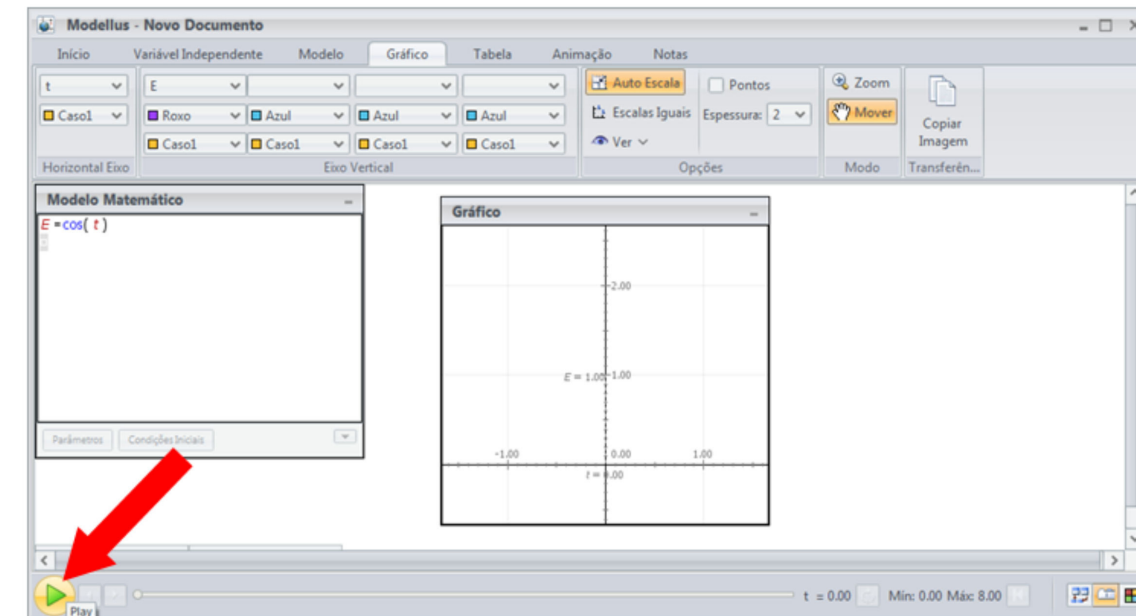 Modellus - Novo Documento
Início Variável Independente Modelo Gráfico Tabela Animação Notas
t E Auto Escala Pontos Zoom
Caso1 Roxo Azul Azul Azul Escalas Iguais Espessura: 2 Mover Copiar Imagem
Caso1 Caso1 Caso1 Caso1 Ver
Horizontal Eixo Eixo Vertical Opções Modo Transferên...
Modelo Matemático
E = cos( t )
Parâmetros Condições Iniciais
Gráfico
2.00
E = 1.00 1.00
-1.00 0.00 1.00
t = 0.00
t = 0.00 Mín: 0.00 Máx: 8.00
Play